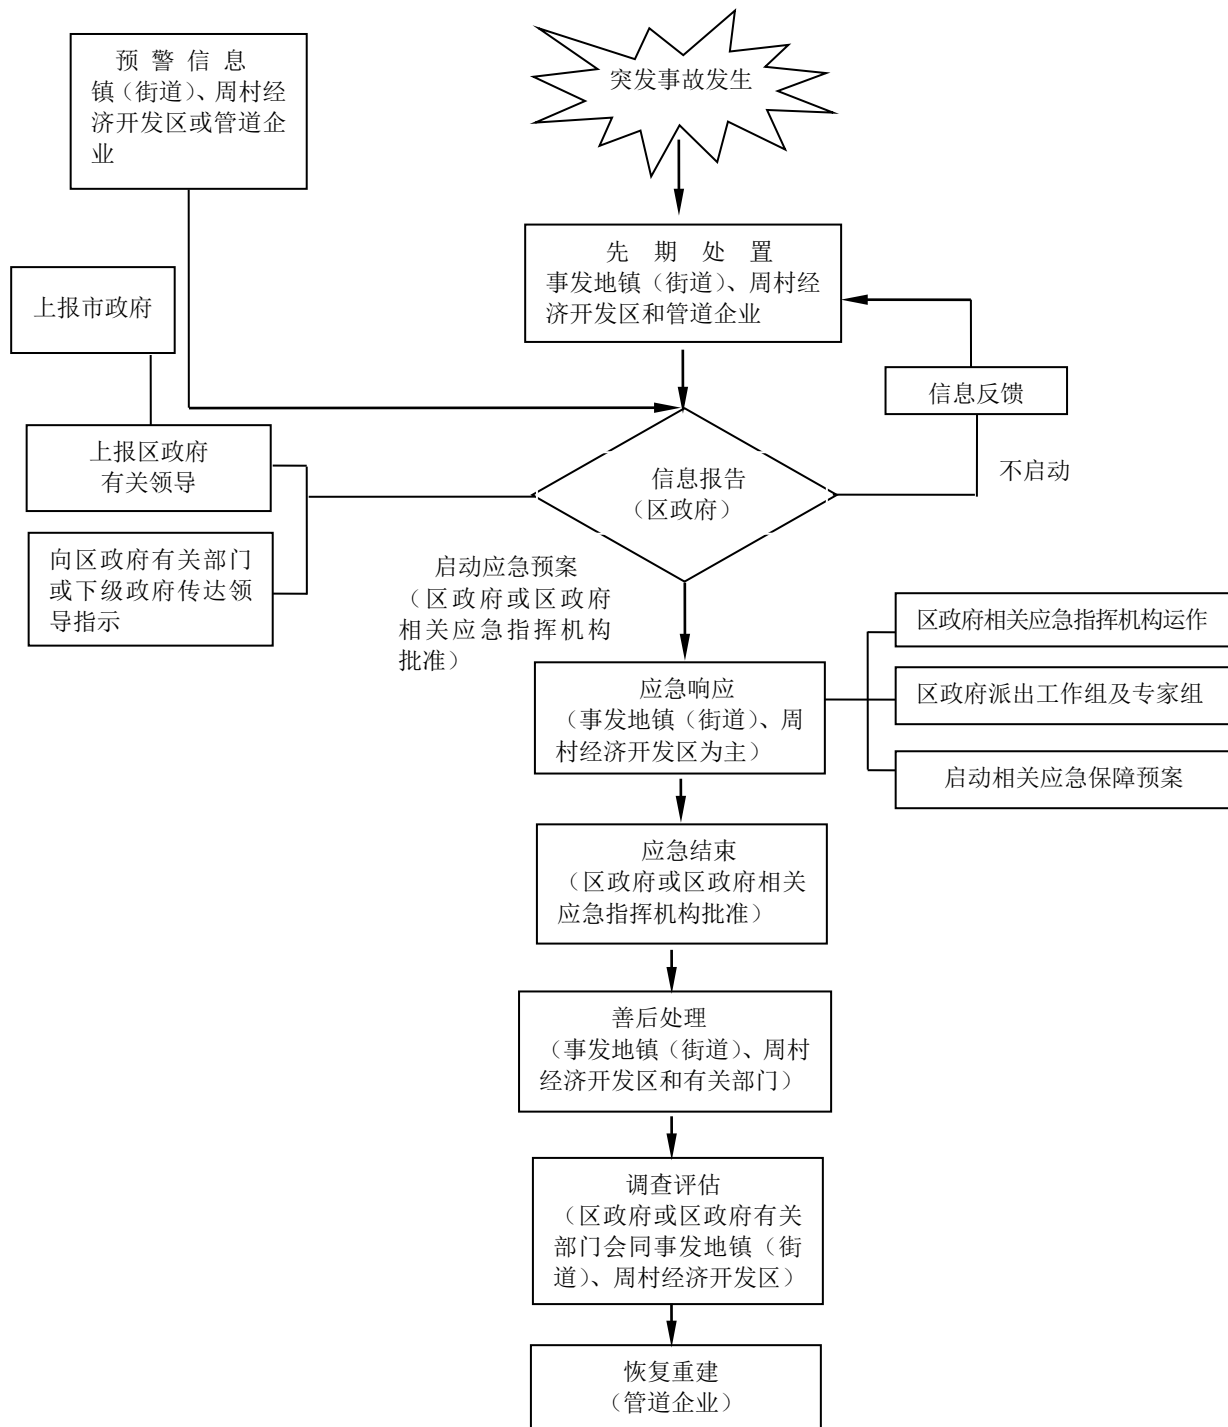 预 警 信 息
镇（街道）、周村经
济开发区或管道企
业
突发事故发生
先 期 处 置
事发地镇（街道）、周村经
济开发区和管道企业
上报市政府
信息反馈
上报区政府
有关领导
信息报告
（区政府）
不启动
向区政府有关部门
或下级政府传达领
导指示
启动应急预案
（区政府或区政府
相关应急指挥机构
批准）
区政府相关应急指挥机构运作
应急响应
（事发地镇（街道）、周
村经济开发区为主）
区政府派出工作组及专家组
启动相关应急保障预案
应急结束
（区政府或区政府相关
应急指挥机构批准）
善后处理
（事发地镇（街道）、周村
经济开发区和有关部门）
调查评估
（区政府或区政府有关
部门会同事发地镇（街
道）、周村经济开发区）
恢复重建
（管道企业）